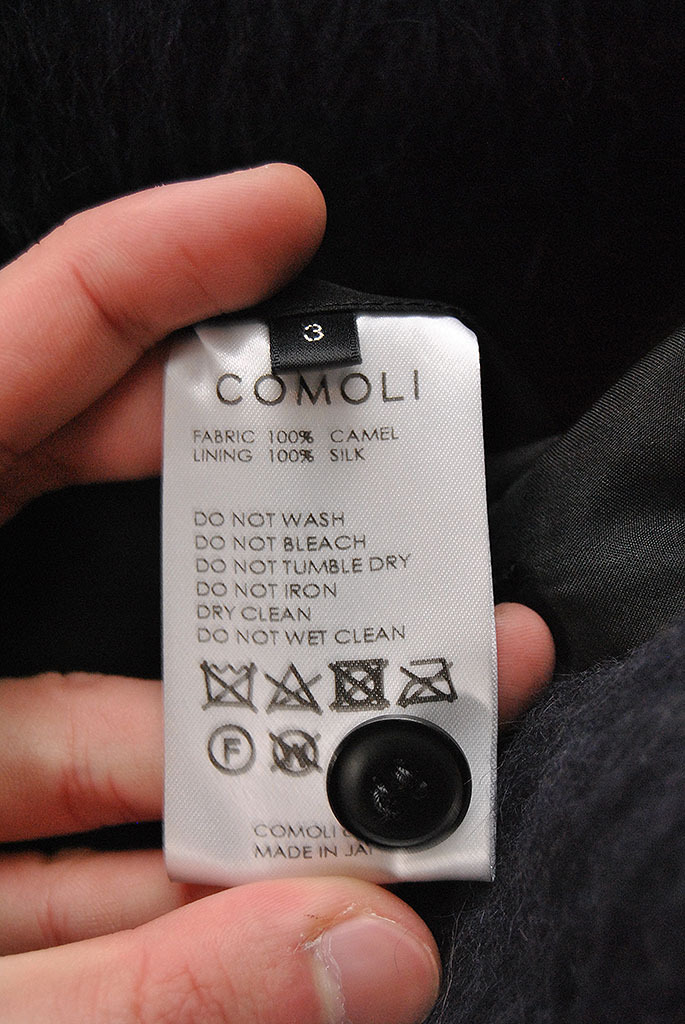 3
COMOLI
FABRIC 100% CAMEL
LINING 100% SILK
DO NOT WASH
DO NOT BLEACH
DO NOT TUMBLE DRY
DO NOT IRON
DRY CLEAN
DO NOT WET CLEAN
F W
COMOLI
MADE IN